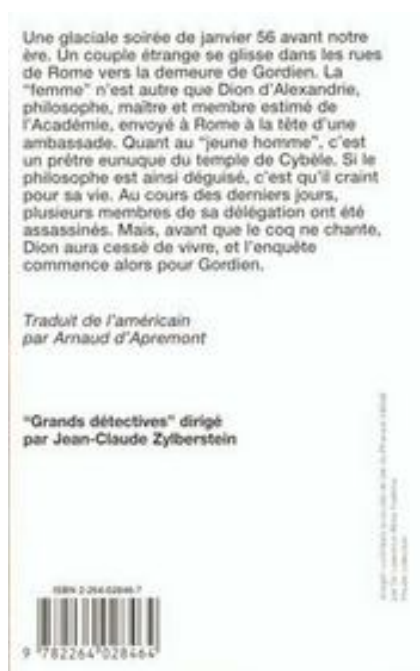 Une glaciale soirée de janvier 56 avant notre
ère. Un couple étrange se glisse dans les rues
de Rome vers la demeure de Gordien. La
"femme" n'est autre que Dion d'Alexandrie,
philosophe, maître et membre estimé de
l'Académie, envoyé à Rome à la tête d'une
ambassade. Quant au "jeune homme", c'est
un prêtre eunuque du temple de Cybèle. Si le
philosophe est ainsi déguisé, c'est qu'il craint
pour sa vie. Au cours des derniers jours,
plusieurs membres de sa délégation ont été
assassinés. Mais, avant que le coq ne chante,
Dion aura cessé de vivre, et l'enquête
commence alors pour Gordien.
Traduit de l'américain
par Arnaud d'Apremont
"Grands détectives" dirigé
par Jean-Claude Zylberstein
ISBN 2-264-02846-7
9 782264 028464